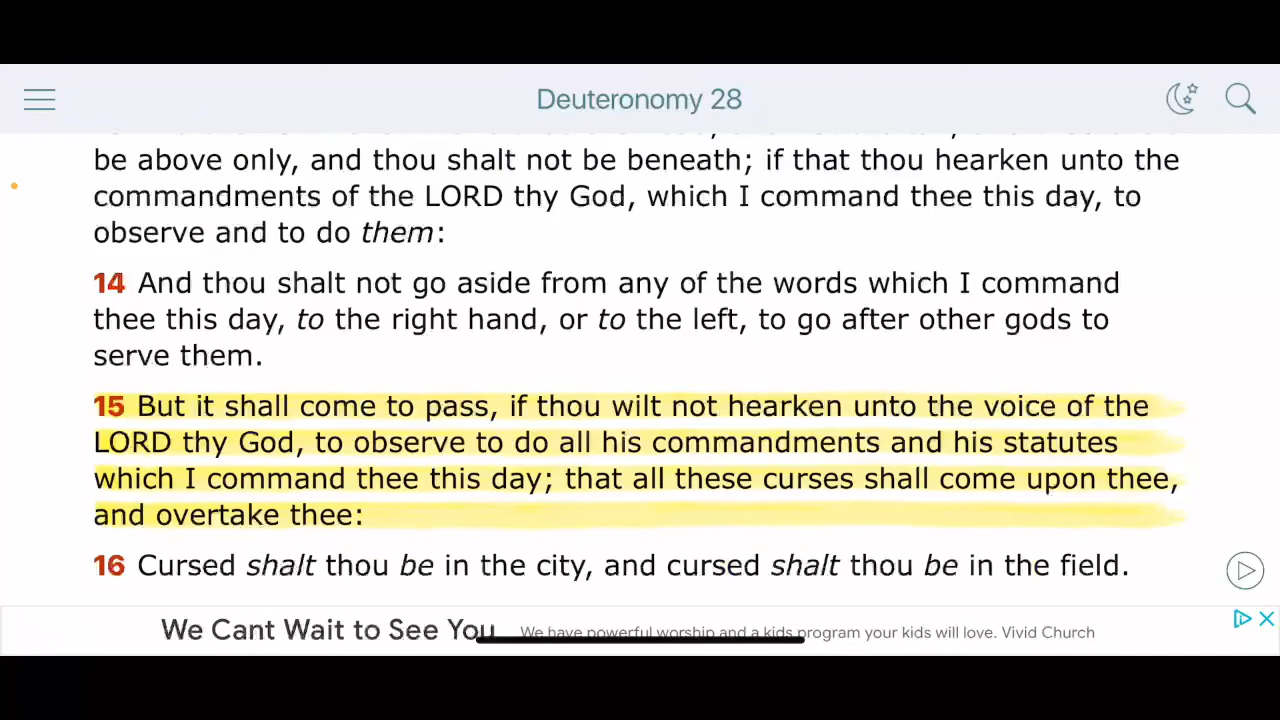 Deuteronomy 28
be above only, and thou shalt not be beneath; if that thou hearken unto the
commandments of the LORD thy God, which I command thee this day, to
observe and to do them:
14 And thou shalt not go aside from any of the words which I command
thee this day, to the right hand, or to the left, to go after other gods to
serve them.
15 But it shall come to pass, if thou wilt not hearken unto the voice of the
LORD thy God, to observe to do all his commandments and his statutes
which I command thee this day; that all these curses shall come upon thee,
and overtake thee:
16 Cursed shalt thou be in the city, and cursed shalt thou be in the field.
We Cant Wait to See You We have powerful worship and a kids program your kids will love. Vivid Church